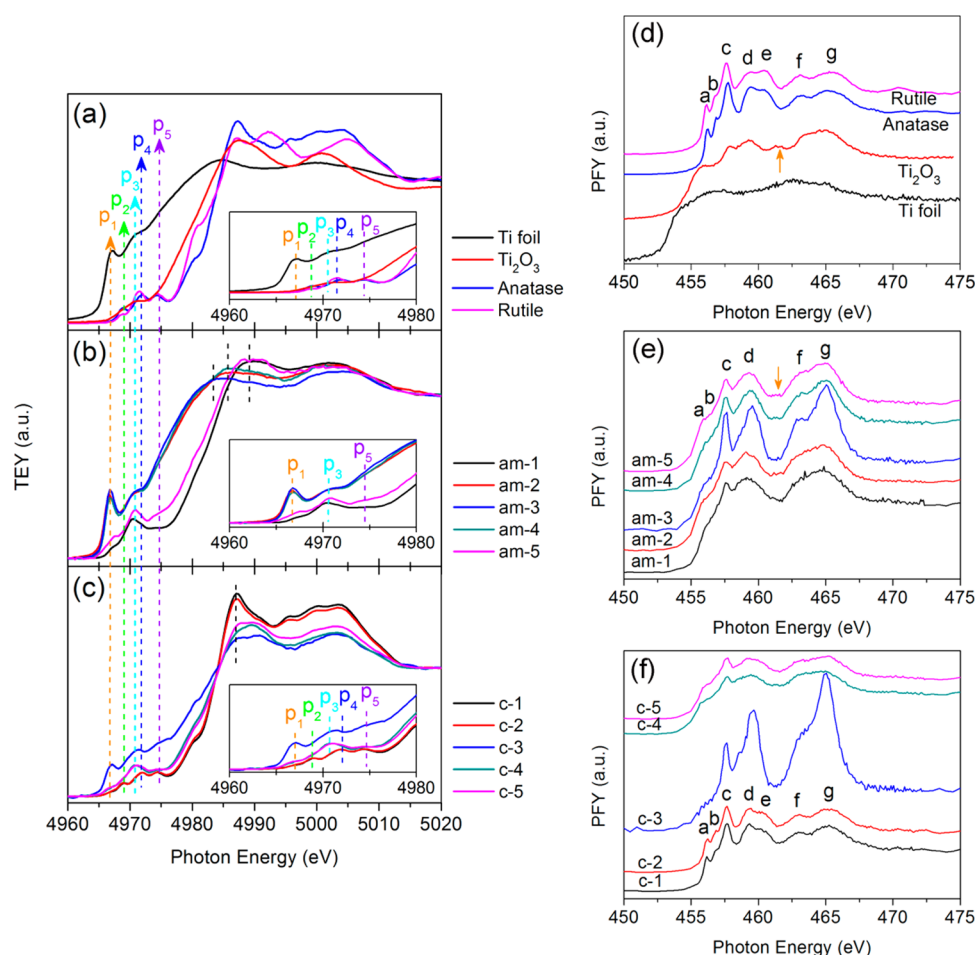 TEY (a.u.)
(a)
p1
p2
p3
p4
p5
p1
p2
p3
p4
p5
4960 4970 4980
Ti foil
Ti2O3
Anatase
Rutile
(b)
p1
p3
p5
4960 4970 4980
am-1
am-2
am-3
am-4
am-5
(c)
p1
p2
p3
p4
p5
4960 4970 4980
c-1
c-2
c-3
c-4
c-5
4960 4970 4980 4990 5000 5010 5020
Photon Energy (eV)
(d)
PFY (a.u.)
a b c d e f g
Rutile
Anatase
Ti2O3
Ti foil
450 455 460 465 470 475
Photon Energy (eV)
(e)
PFY (a.u.)
a b c d f g
am-5
am-4
am-3
am-2
am-1
450 455 460 465 470 475
Photon Energy (eV)
(f)
PFY (a.u.)
c-5
c-4
c-3
a b c d e f g
c-2
c-1
450 455 460 465 470 475
Photon Energy (eV)